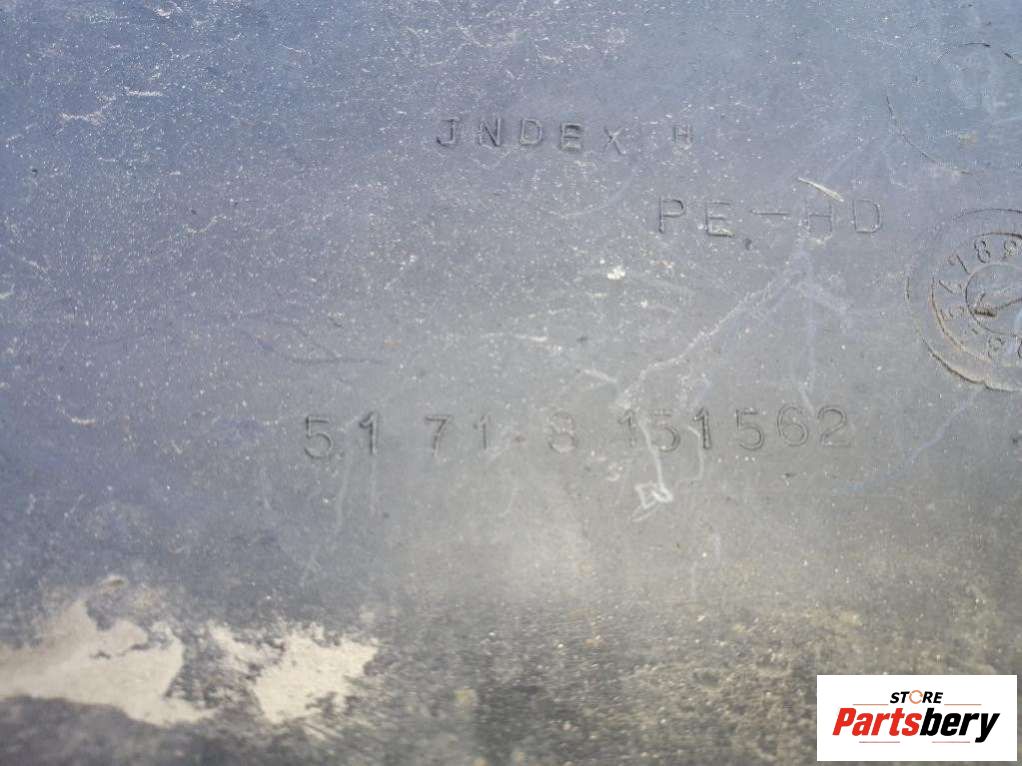 JNDEX H
PE-HD
51 71-8 151562
STORE
Partsbery